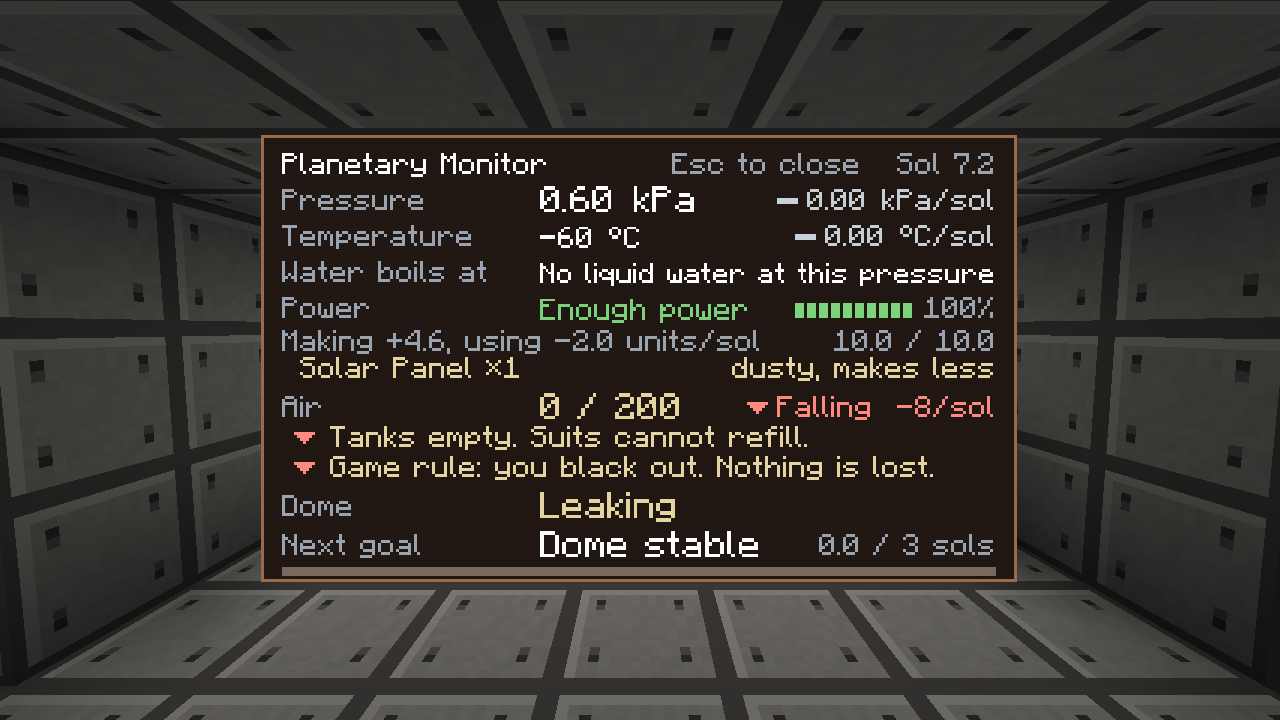 Planetary Monitor Esc to close Sol 7.2
Pressure 0.60 kPa 0.00 kPa/sol
Temperature -60 ºC 0.00 ºC/sol
Water boils at No liquid water at this pressure
Power Enough power 100%
Making +4.6, using -2.0 units/sol 10.0 / 10.0
Solar Panel ×1 dusty, makes less
Air 0 / 200 Falling -8/sol
Tanks empty. Suits cannot refill.
Game rule: you black out. Nothing is lost.
Dome Leaking
Next goal Dome stable 0.0 / 3 sols